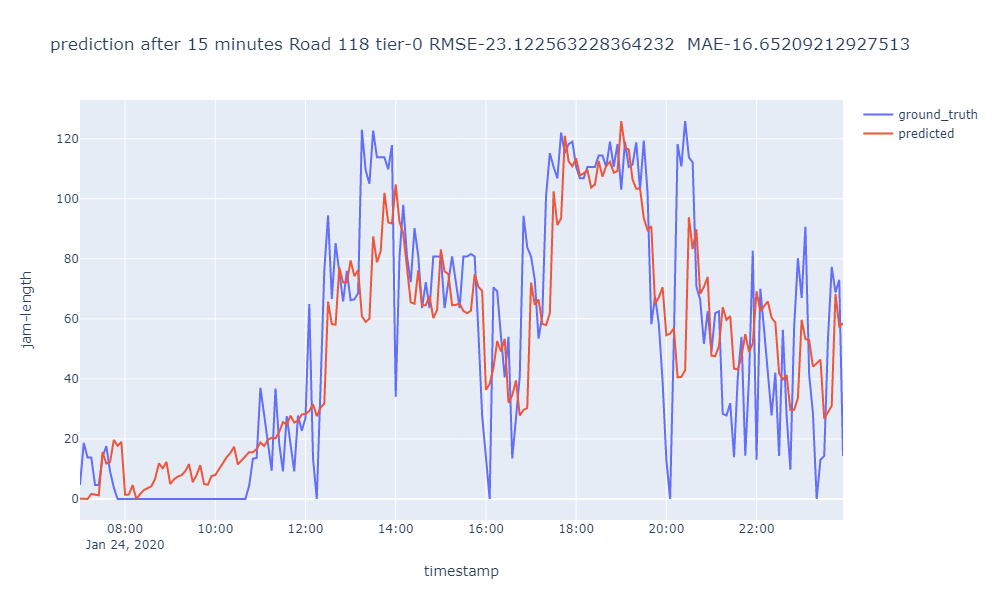 prediction after 15 minutes Road 118 tier-0 RMSE-23.122563228364232 MAE-16.65209212927513
ground_truth
predicted
120
100
80
60
40
20
0
jam-length
08:00 10:00 12:00 14:00 16:00 18:00 20:00 22:00
Jan 24, 2020
timestamp